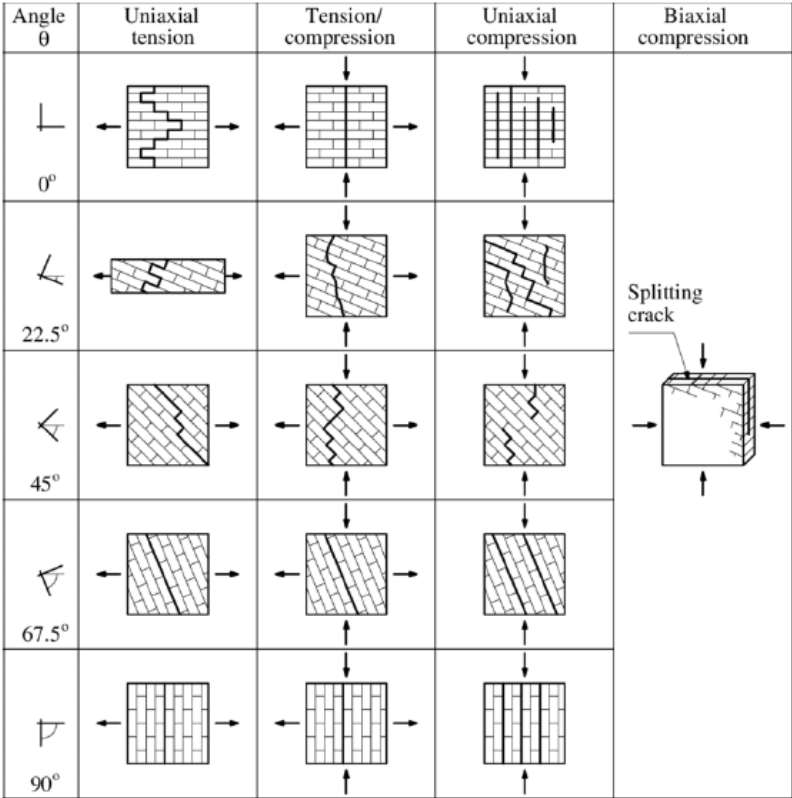 Angle
θ
Uniaxial
tension
Tension/
compression
Uniaxial
compression
Biaxial
compression
0°
22.5°
Splitting
crack
45°
67.5°
90°